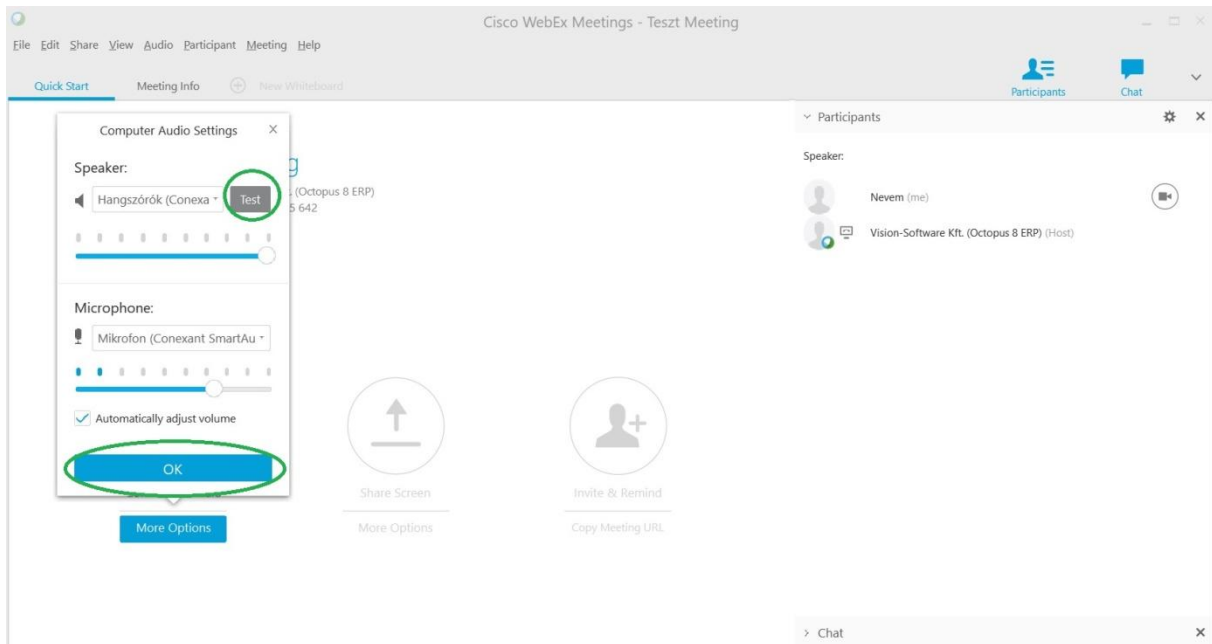 Cisco WebEx Meetings - Teszt Meeting
File Edit Share View Audio Participant Meeting Help
Quick Start Meeting Info New Whiteboard
Participants Chat
Computer Audio Settings
Speaker:
Hangszórók (Conexa Test
g
. (Octopus 8 ERP)
5 642
Microphone:
Mikrofon (Conexant SmartAu
Automatically adjust volume
OK
More Options
Share Screen
More Options
Invite & Remind
Copy Meeting URL
Participants
Speaker:
Nevem (me)
Vision-Software Kft. (Octopus 8 ERP) (Host)
Chat